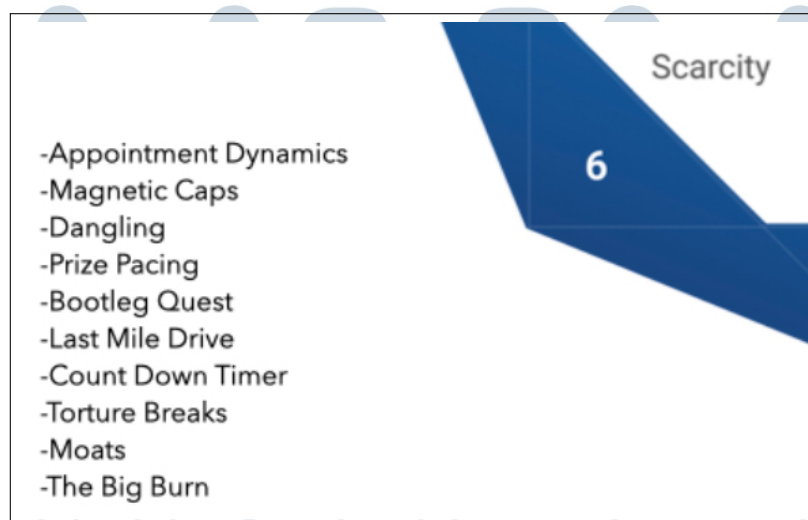 Scarcity
6
-Appointment Dynamics
-Magnetic Caps
-Dangling
-Prize Pacing
-Bootleg Quest
-Last Mile Drive
-Count Down Timer
-Torture Breaks
-Moats
-The Big Burn